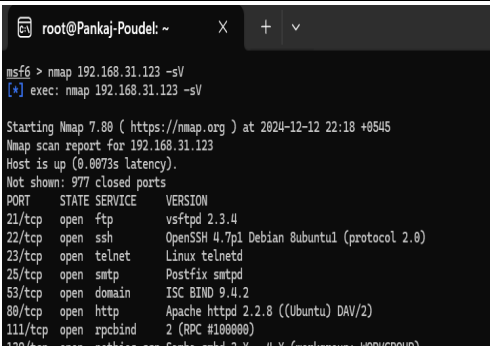 root@Pankaj-Poudel: ~
msf6 > nmap 192.168.31.123 -sV
[*] exec: nmap 192.168.31.123 -sV
Starting Nmap 7.80 ( https://nmap.org ) at 2024-12-12 22:18 +0545
Nmap scan report for 192.168.31.123
Host is up (0.0073s latency).
Not shown: 977 closed ports
PORT STATE SERVICE VERSION
21/tcp open ftp vsftpd 2.3.4
22/tcp open ssh OpenSSH 4.7p1 Debian 8ubuntu1 (protocol 2.0)
23/tcp open telnet Linux telnetd
25/tcp open smtp Postfix smtpd
53/tcp open domain ISC BIND 9.4.2
80/tcp open http Apache httpd 2.2.8 ((Ubuntu) DAV/2)
111/tcp open rpcbind 2 (RPC #100000)